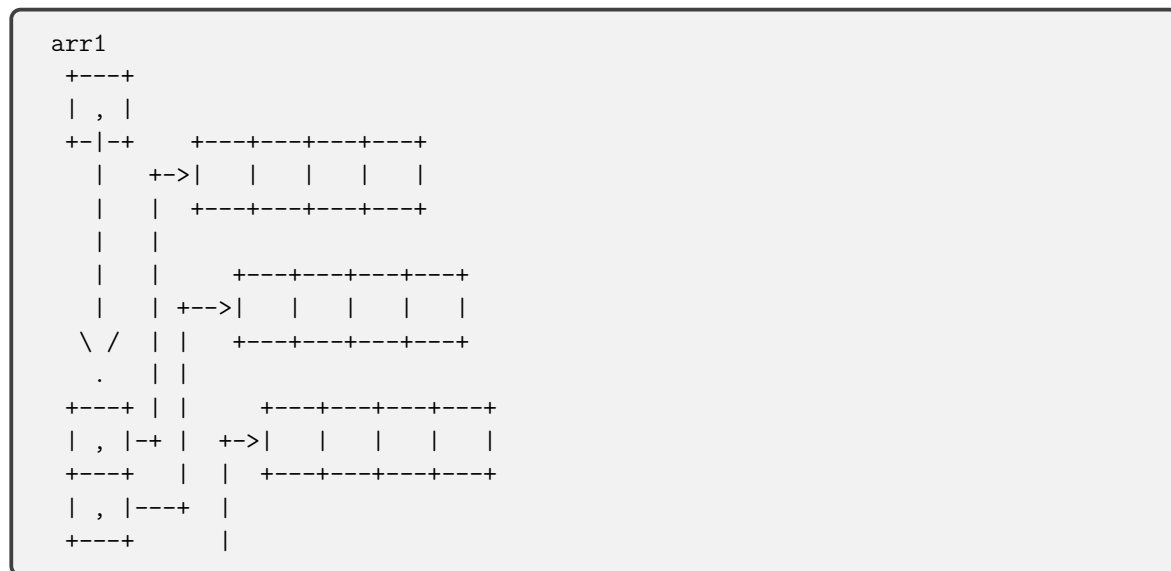 arr1
 +---+
 | , |
 +-|-+    +---+---+---+---+
   |   +->|   |   |   |   |
   |   |  +---+---+---+---+
   |   |
   |   |     +---+---+---+---+
   |   | +-->|   |   |   |   |
  \ /  | |   +---+---+---+---+
   .   | |
 +---+ | |     +---+---+---+---+
 | , |-+ |  +->|   |   |   |   |
 +---+   |  |  +---+---+---+---+
 | , |---+  |
 +---+      |